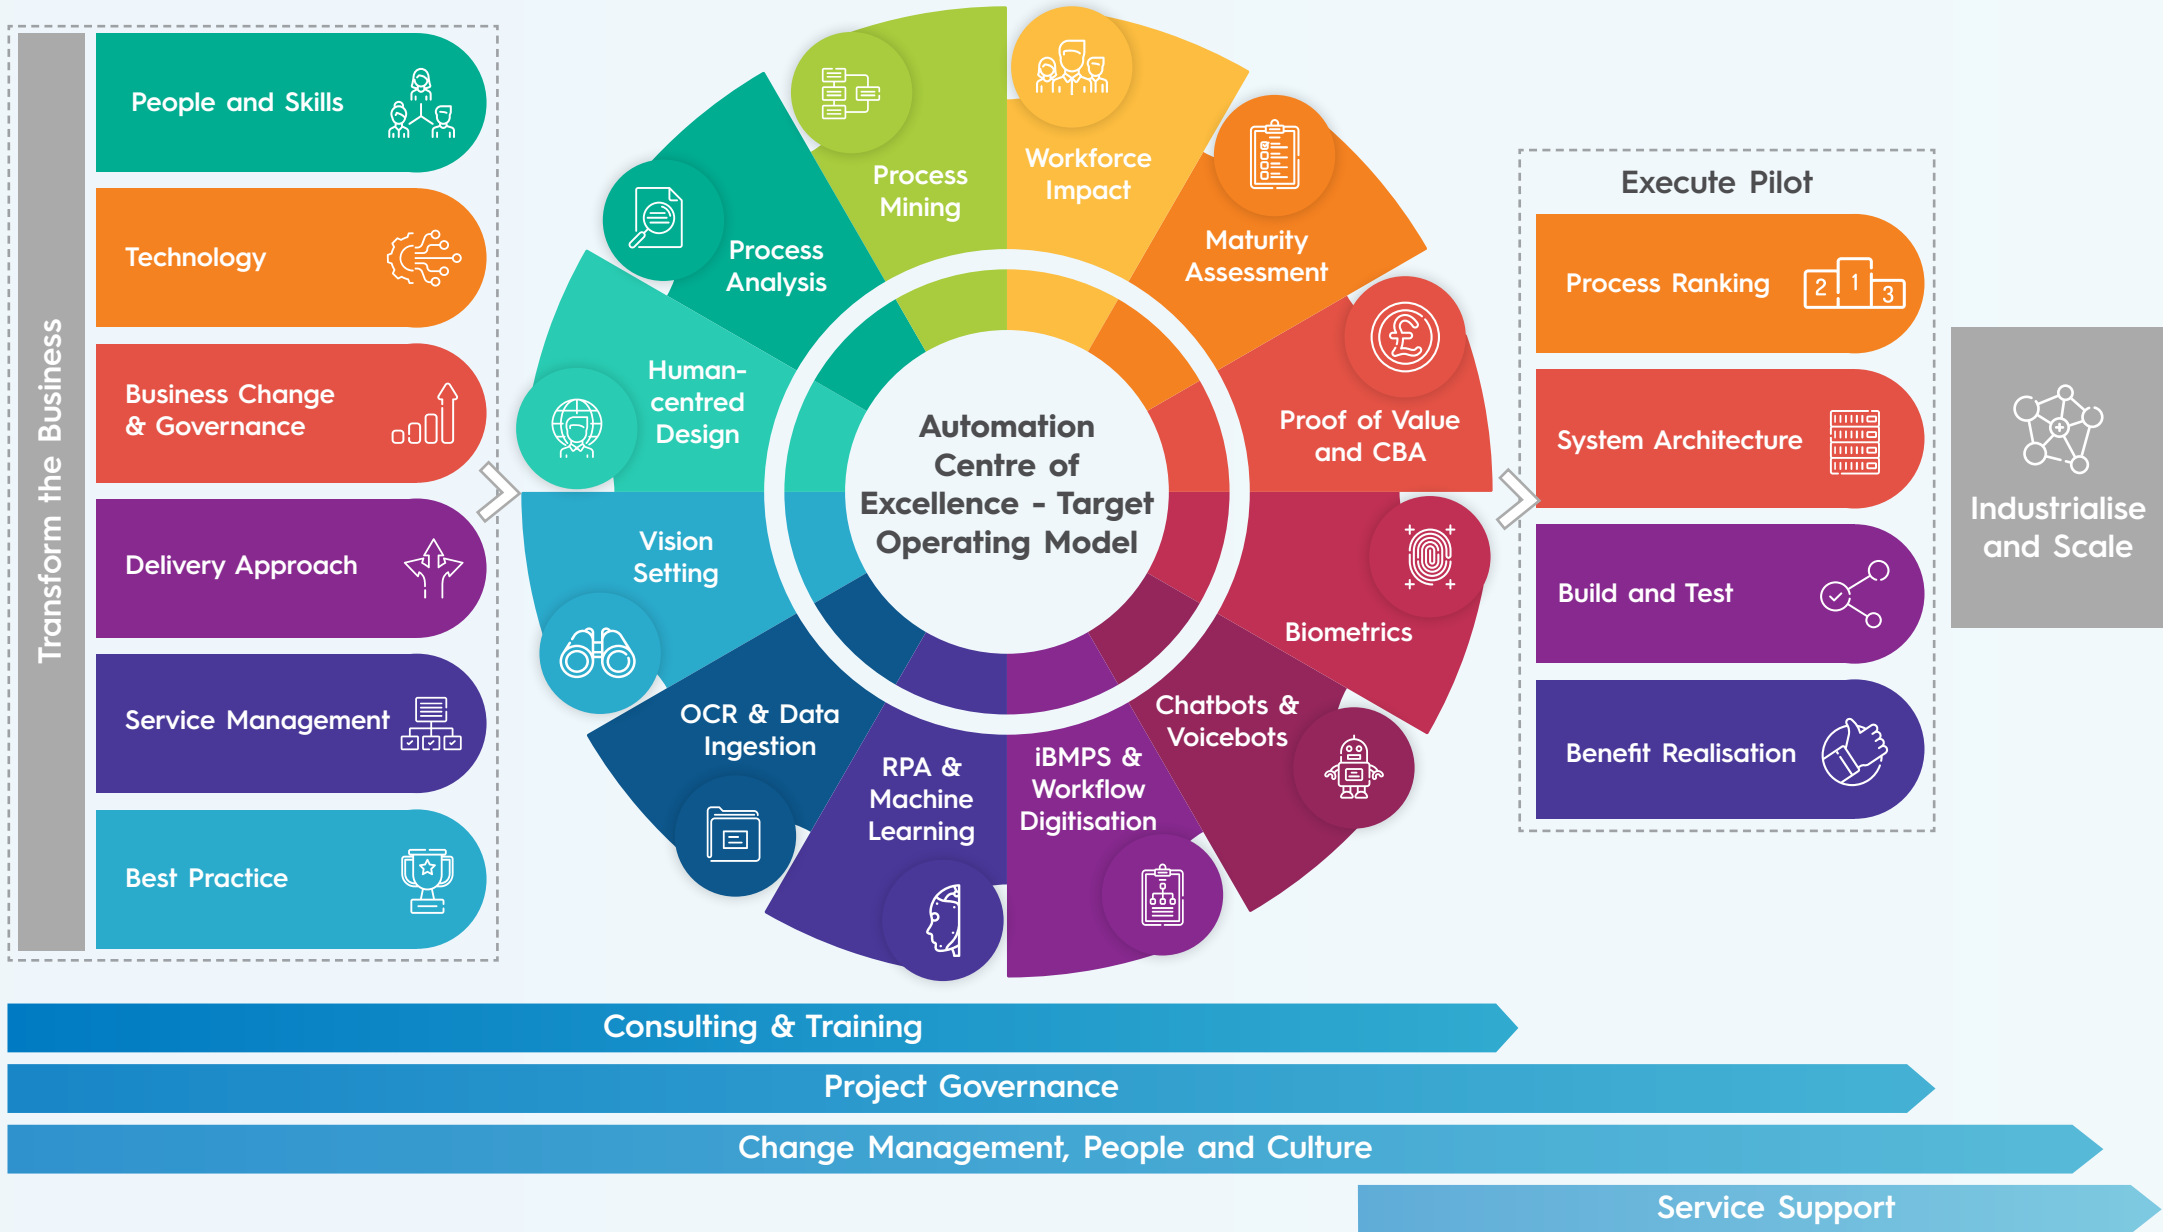 Transform the Business
People and Skills
Technology
Business Change
& Governance
Delivery Approach
Service Management
Best Practice
Process
Mining
Workforce
Impact
Maturity
Assessment
Proof of Value
and CBA
Biometrics
Chatbots &
Voicebots
iBMPS &
Workflow
Digitisation
RPA &
Machine
Learning
OCR & Data
Ingestion
Vision
Setting
Human-
centred
Design
Process
Analysis
Automation
Centre of
Excellence - Target
Operating Model
Execute Pilot
Process Ranking
2 1 3
System Architecture
Build and Test
Benefit Realisation
Industrialise
and Scale
Consulting & Training
Project Governance
Change Management, People and Culture
Service Support